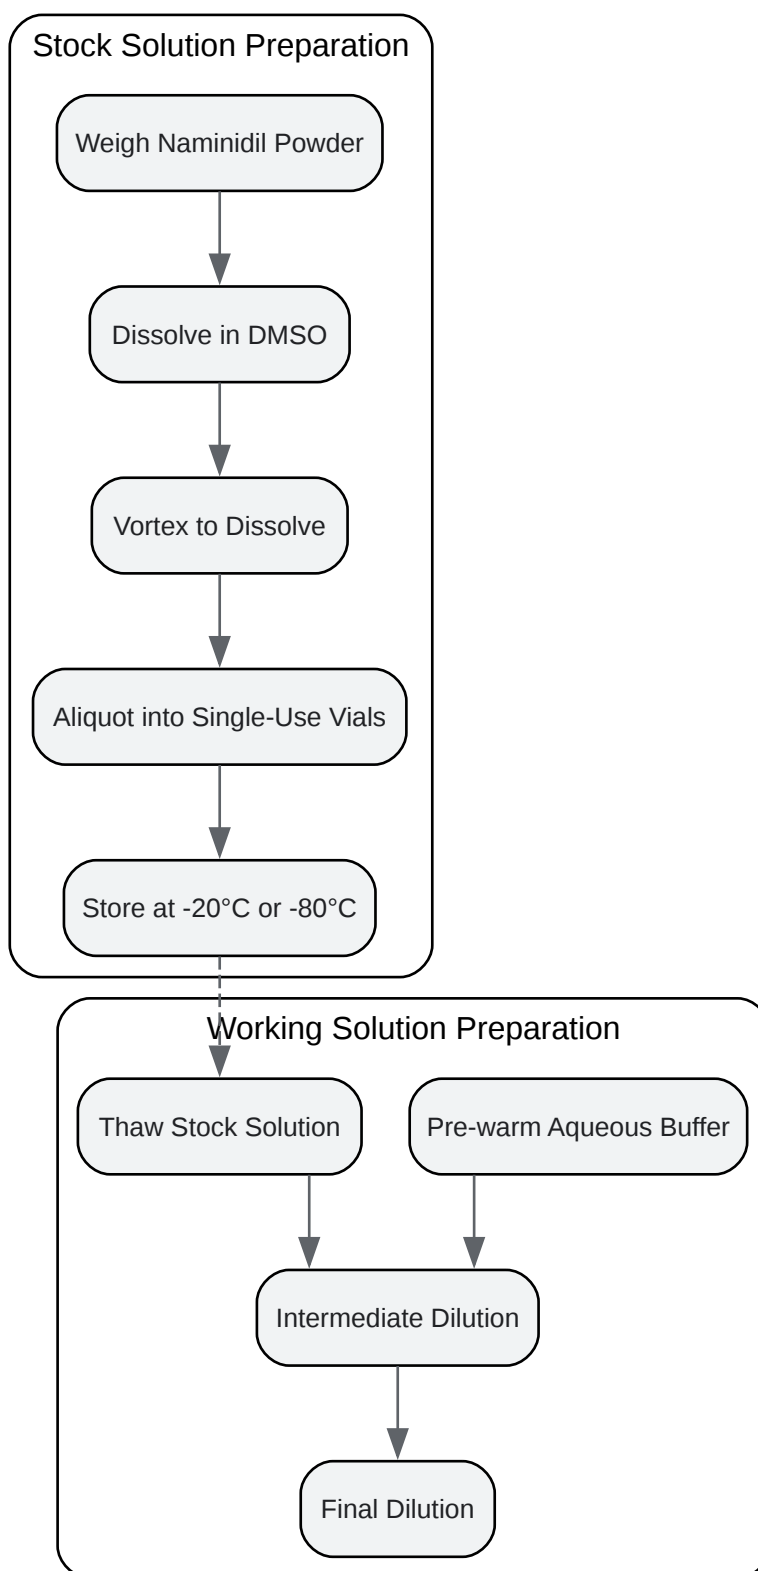 Stock Solution Preparation
Weigh Naminidil Powder
Dissolve in DMSO
Vortex to Dissolve
Aliquot into Single-Use Vials
Store at -20°C or -80°C
Working Solution Preparation
Thaw Stock Solution
Pre-warm Aqueous Buffer
Intermediate Dilution
Final Dilution